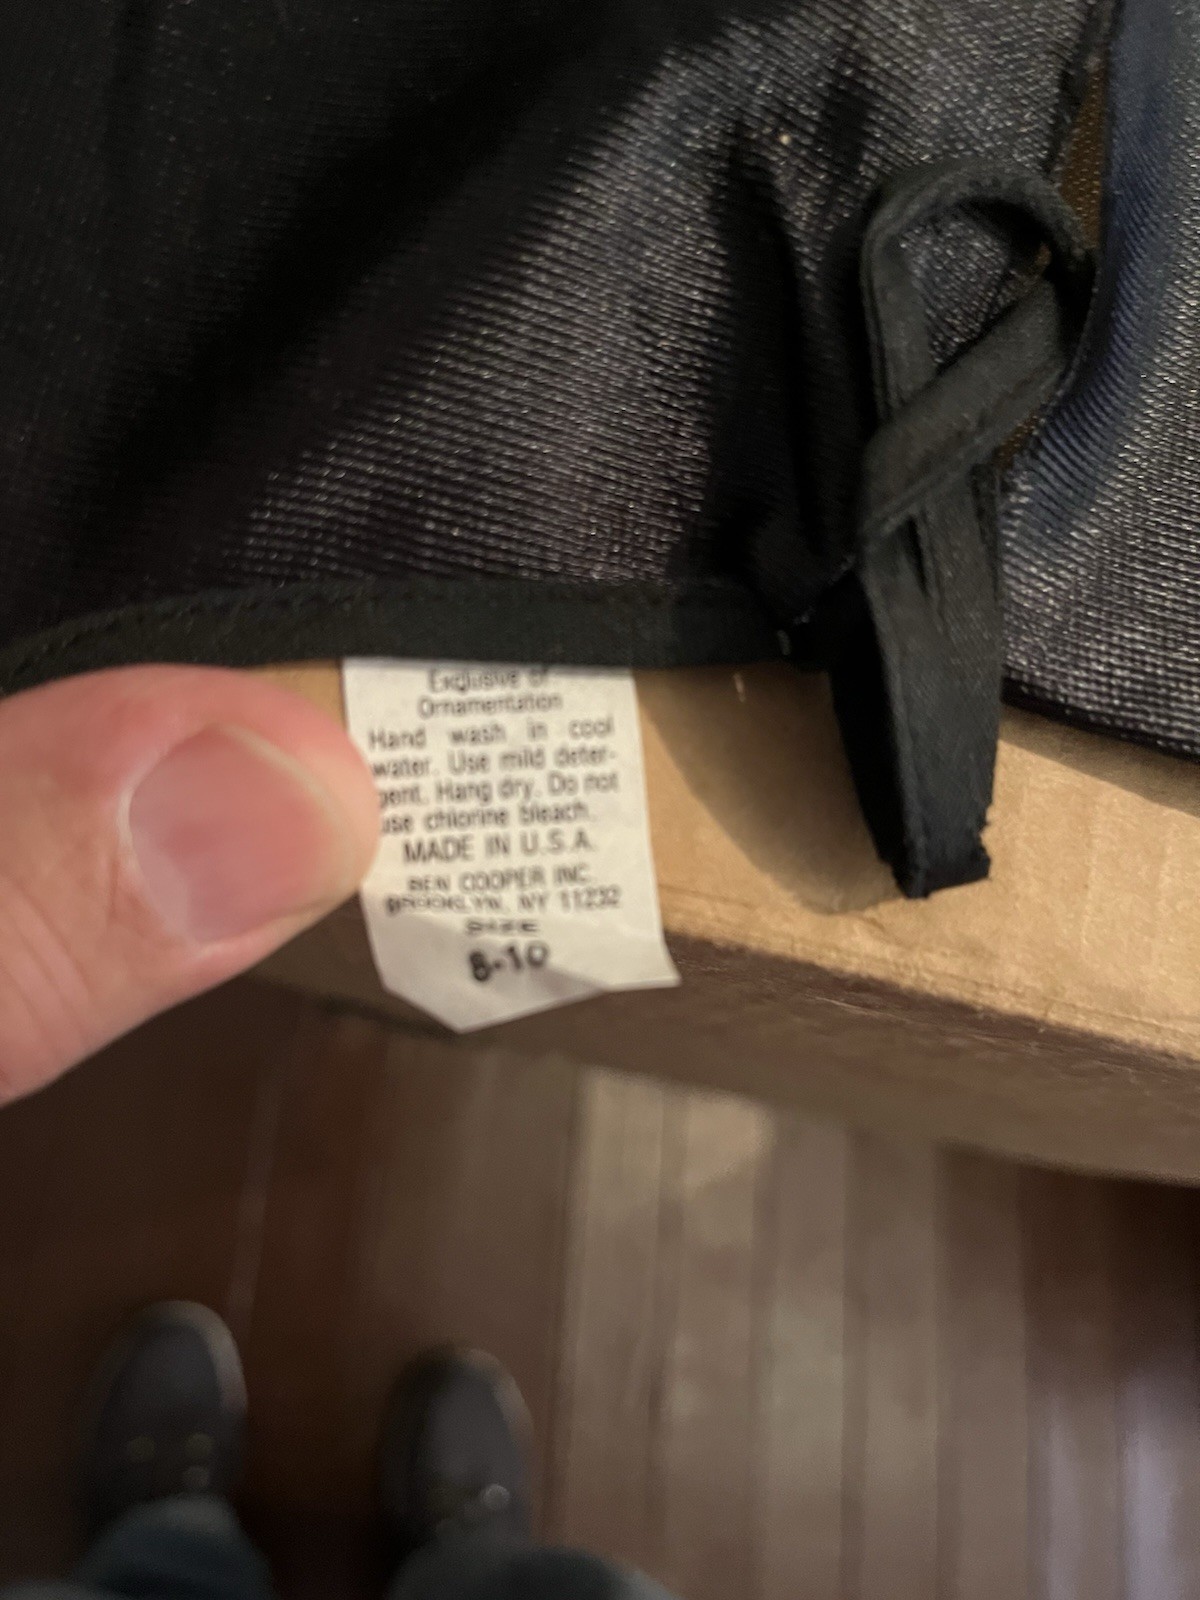 Exclusive of
Ornamentation
Hand wash in cool
water. Use mild deter-
gent. Hang dry. Do not
use chlorine bleach.
MADE IN U.S.A.
BEN COOPER INC.
BROOKLYN, NY 11232
SIZE
8-10